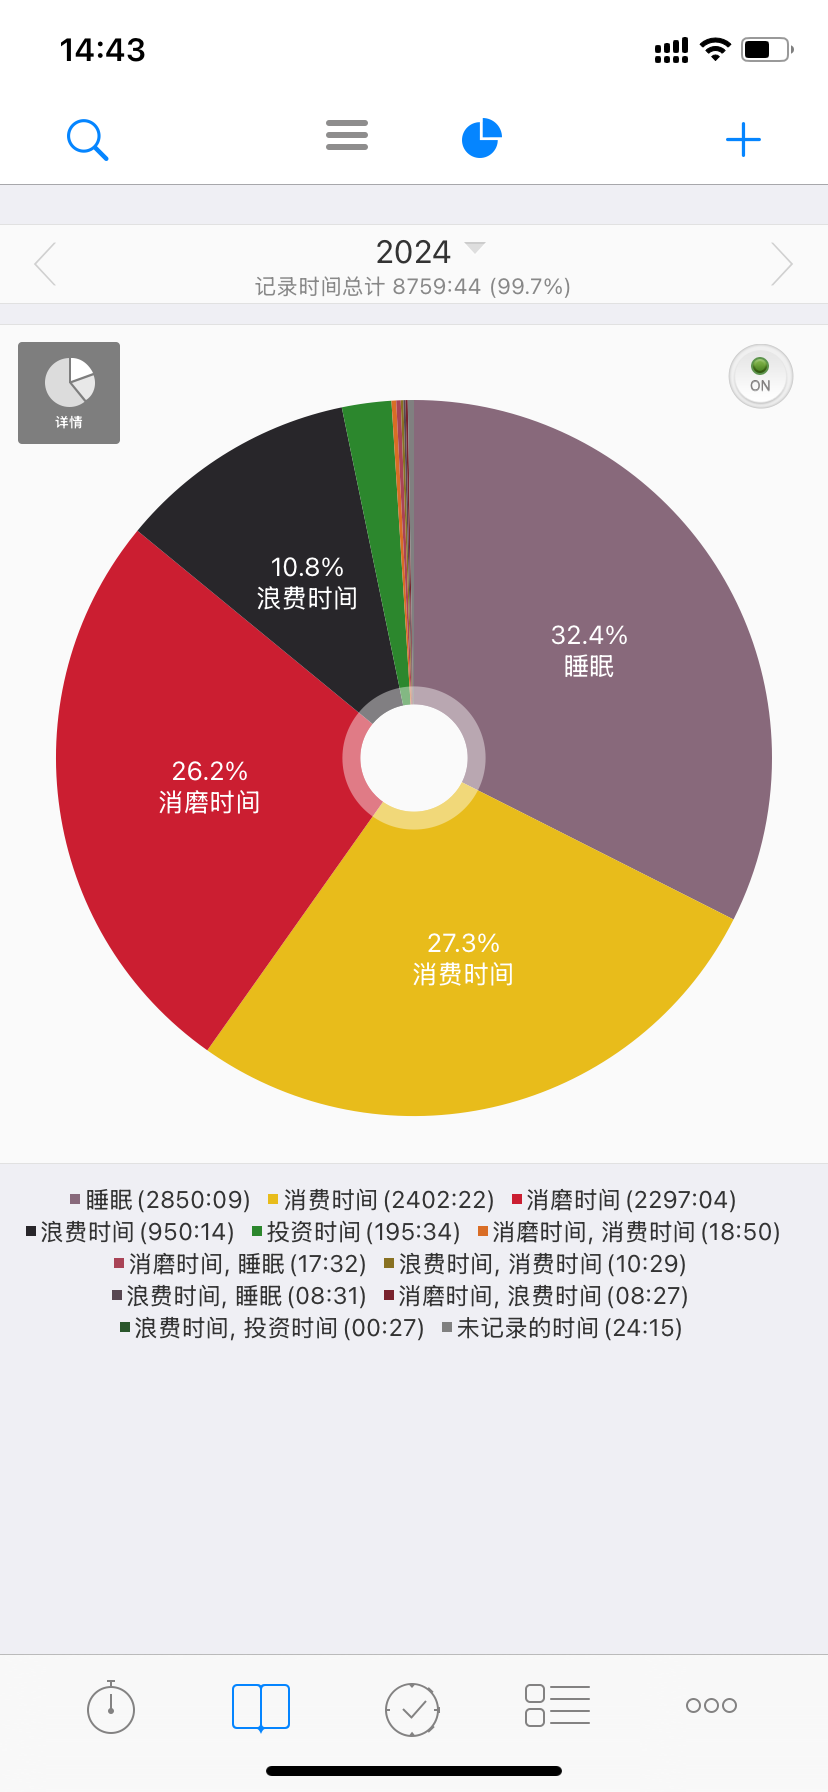 14:43
2024
记录时间总计 8759:44 (99.7%)
详情
ON
10.8%
浪费时间
32.4%
睡眠
26.2%
消磨时间
27.3%
消费时间
睡眠 (2850:09) 消费时间 (2402:22) 消磨时间 (2297:04)
浪费时间 (950:14) 投资时间 (195:34) 消磨时间, 消费时间 (18:50)
消磨时间, 睡眠 (17:32) 浪费时间, 消费时间 (10:29)
浪费时间, 睡眠 (08:31) 消磨时间, 浪费时间 (08:27)
浪费时间, 投资时间 (00:27) 未记录的时间 (24:15)